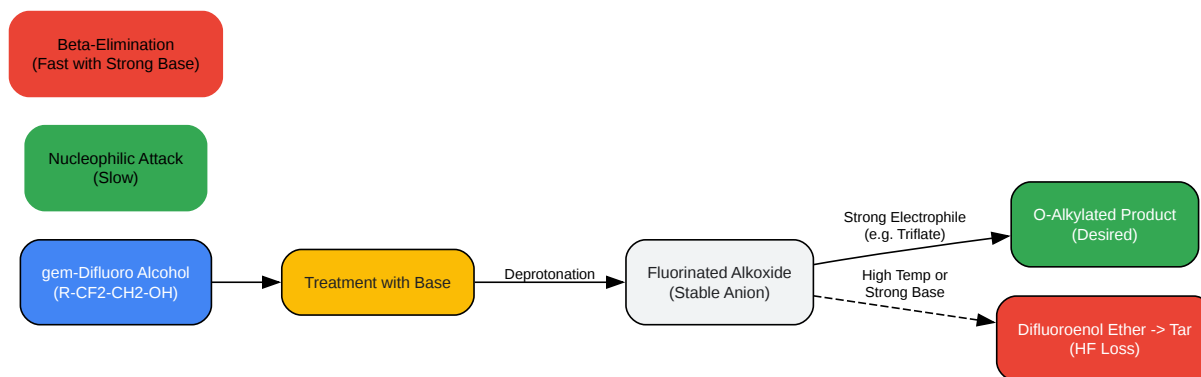 Beta-Elimination
(Fast with Strong Base)
Nucleophilic Attack
(Slow)
gem-Difluoro Alcohol
(R-CF2-CH2-OH)
Treatment with Base
Deprotonation
Fluorinated Alkoxide
(Stable Anion)
Strong Electrophile
(e.g. Triflate)
High Temp or
Strong Base
O-Alkylated Product
(Desired)
Difluoroenol Ether -> Tar
(HF Loss)